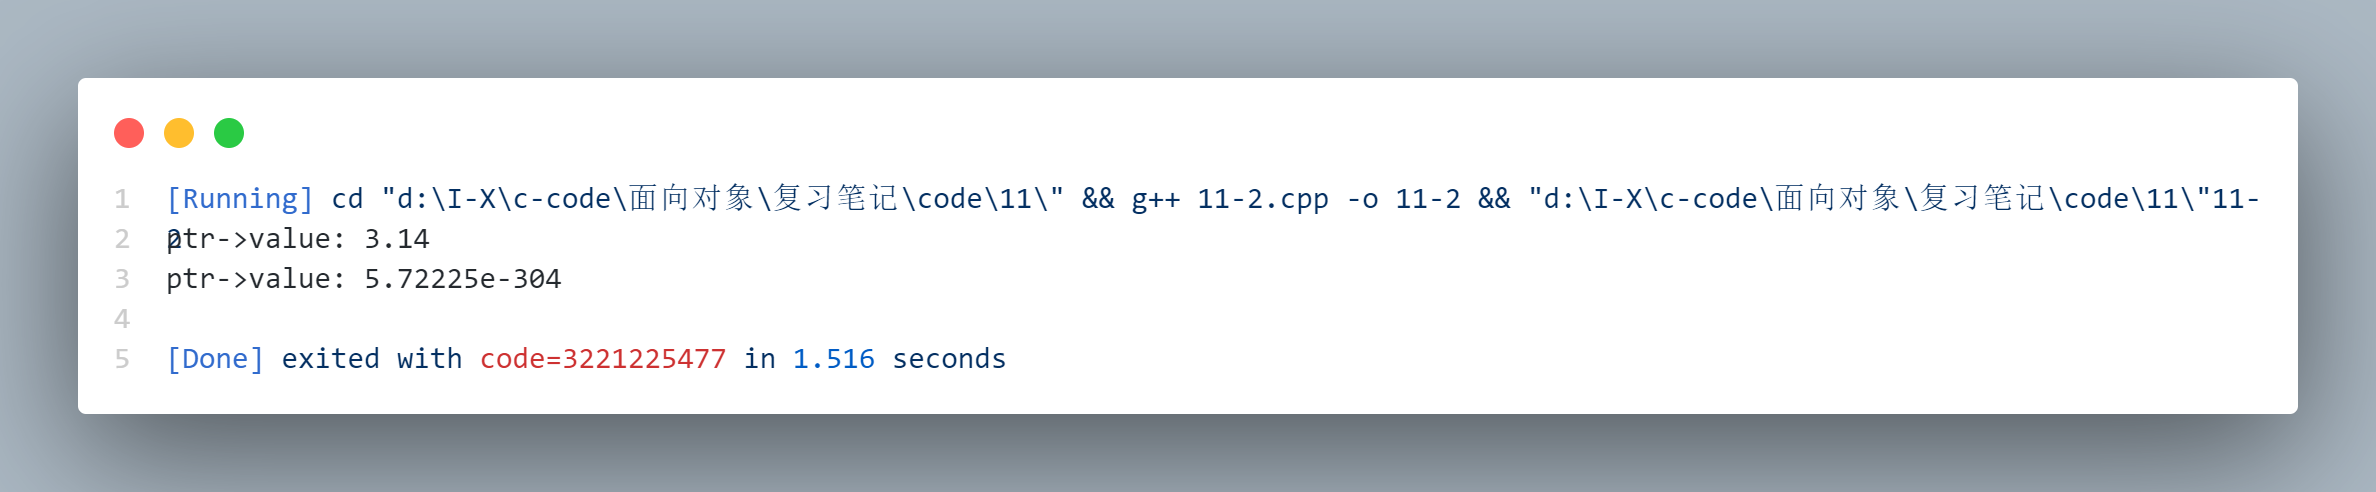 1 [Running] cd "d:\I-X\c-code\面向对象\复习笔记\code\11\" && g++ 11-2.cpp -o 11-2 && "d:\I-X\c-code\面向对象\复习笔记\code\11\"11-
2
2 ptr->value: 3.14
3 ptr->value: 5.72225e-304
4
5 [Done] exited with code=3221225477 in 1.516 seconds